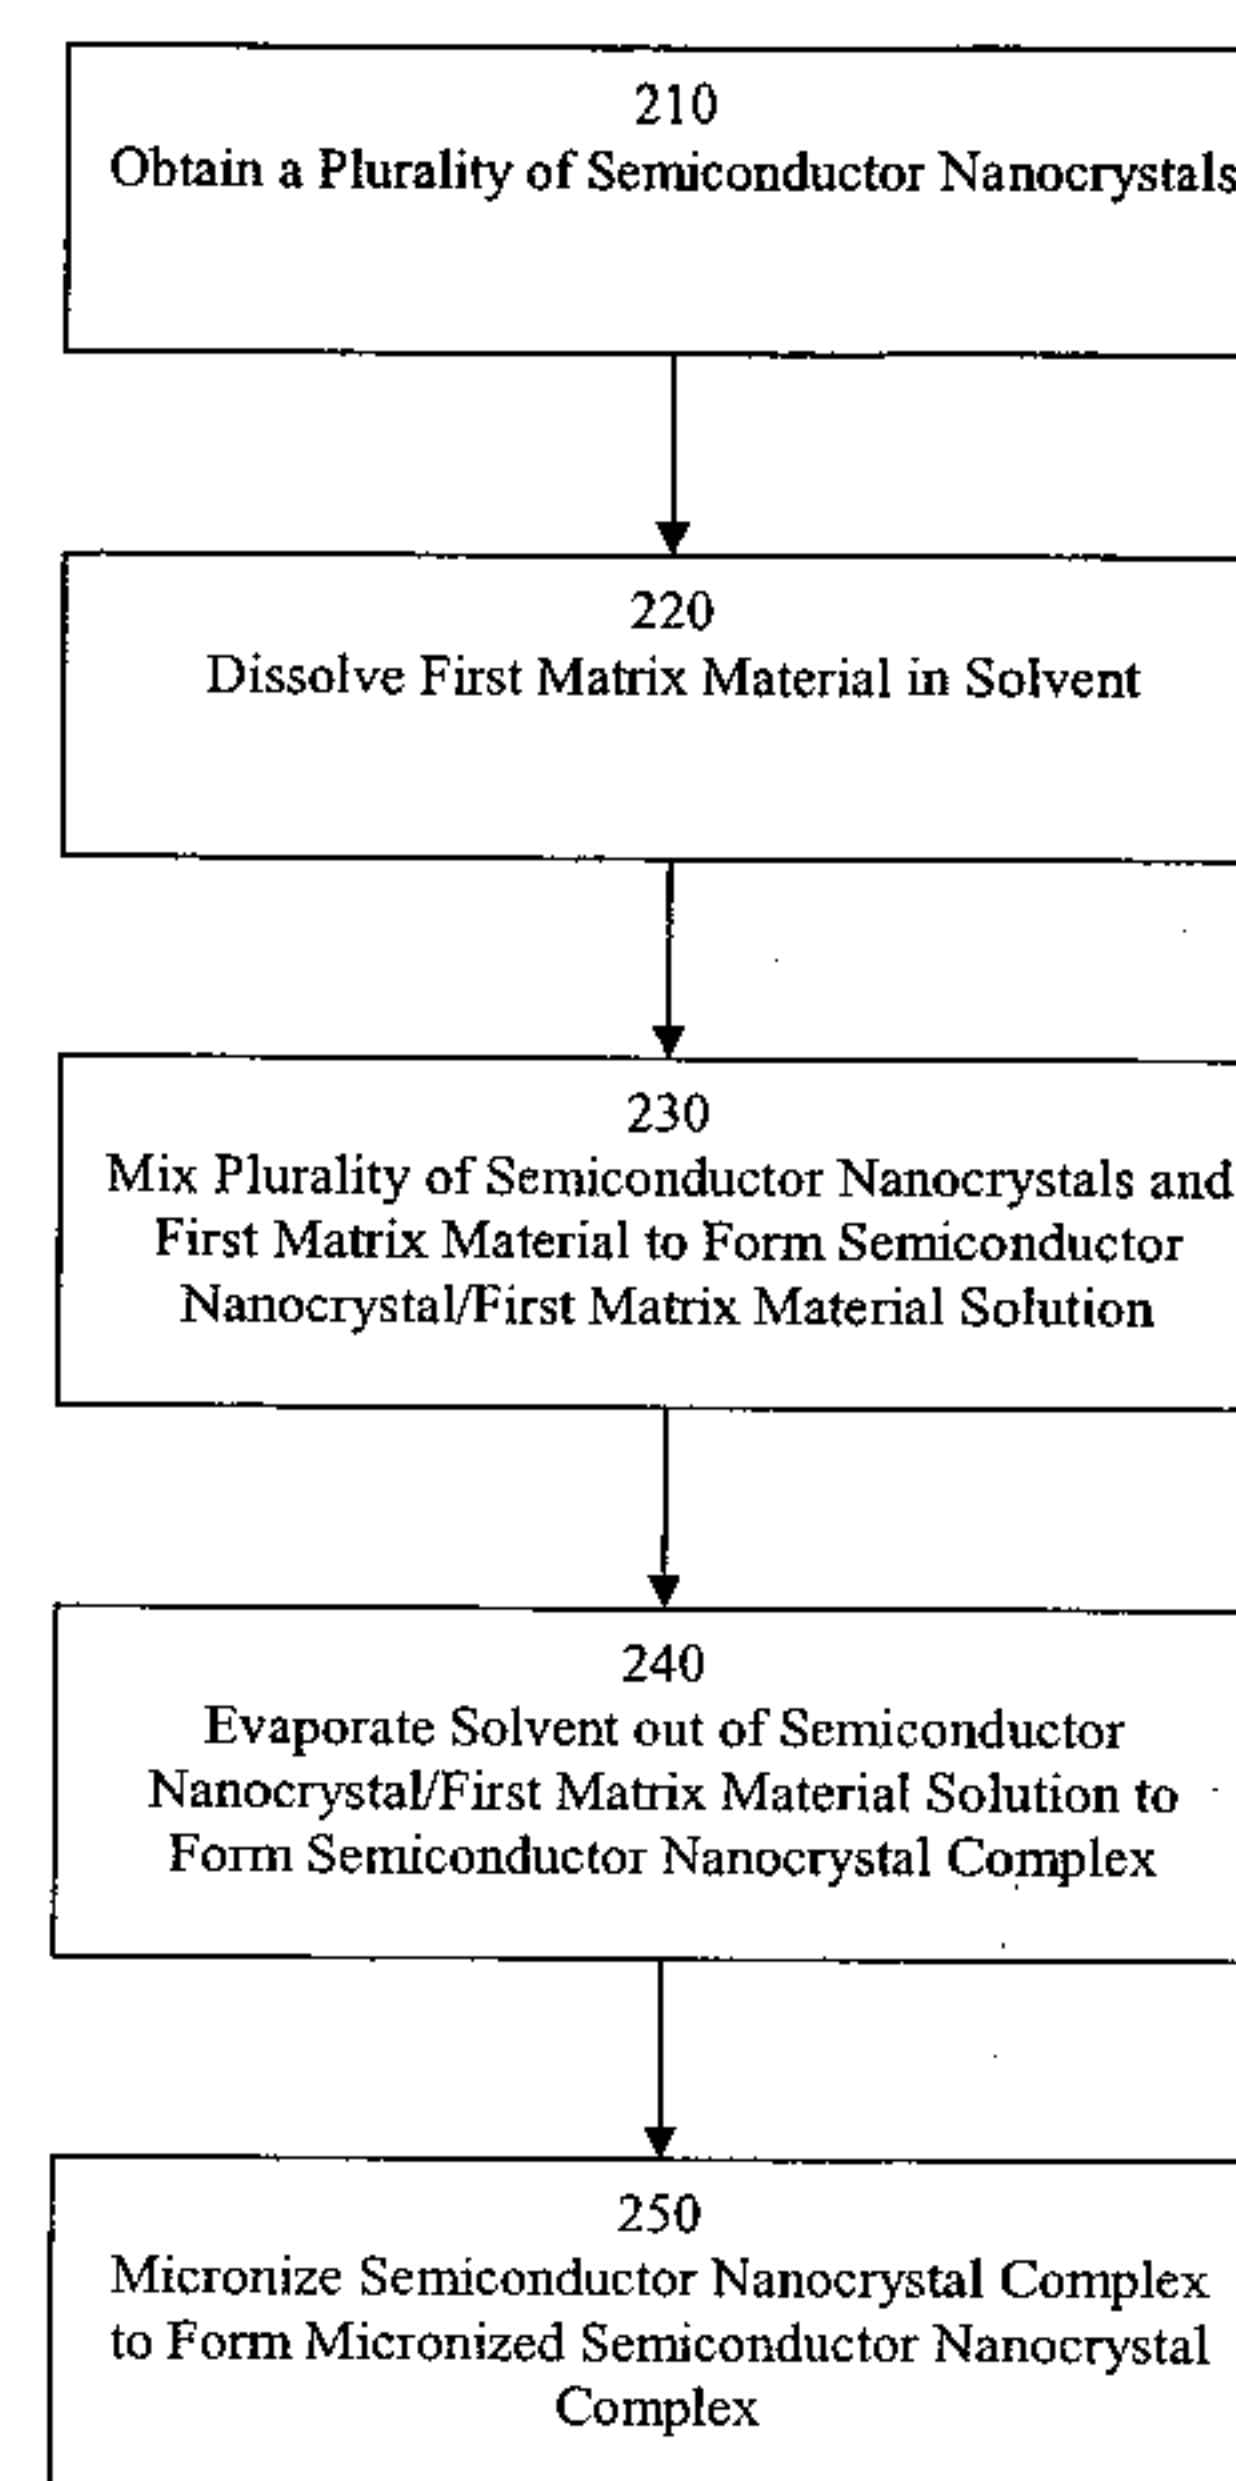 210
Obtain a Plurality of Semiconductor Nanocrystals
220
Dissolve First Matrix Material in Solvent
230
Mix Plurality of Semiconductor Nanocrystals and
First Matrix Material to Form Semiconductor
Nanocrystal/First Matrix Material Solution
240
Evaporate Solvent out of Semiconductor
Nanocrystal/First Matrix Material Solution to
Form Semiconductor Nanocrystal Complex
250
Micronize Semiconductor Nanocrystal Complex
to Form Micronized Semiconductor Nanocrystal
Complex